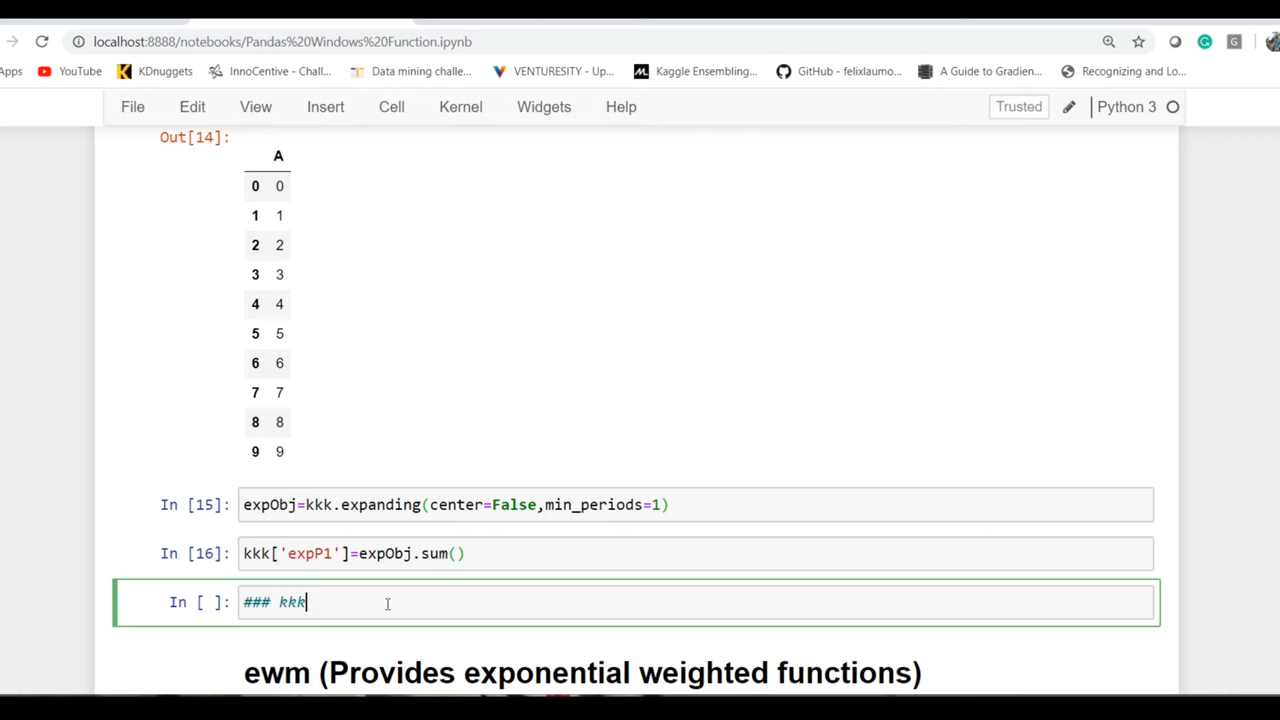 localhost:8888/notebooks/Pandas%20Windows%20Function.ipynb
Apps YouTube KDnuggets InnoCentive - Chall... Data mining challe... VENTURESITY - Up... Kaggle Ensembling... GitHub - felixlaumo... A Guide to Gradien... Recognizing and Lo...
File Edit View Insert Cell Kernel Widgets Help Trusted Python 3
Out[14]:
A
0 0
1 1
2 2
3 3
4 4
5 5
6 6
7 7
8 8
9 9
In [15]: expObj=kkk.expanding(center=False,min_periods=1)
In [16]: kkk['expP1']=expObj.sum()
In [ ]: ### kkk
ewm (Provides exponential weighted functions)